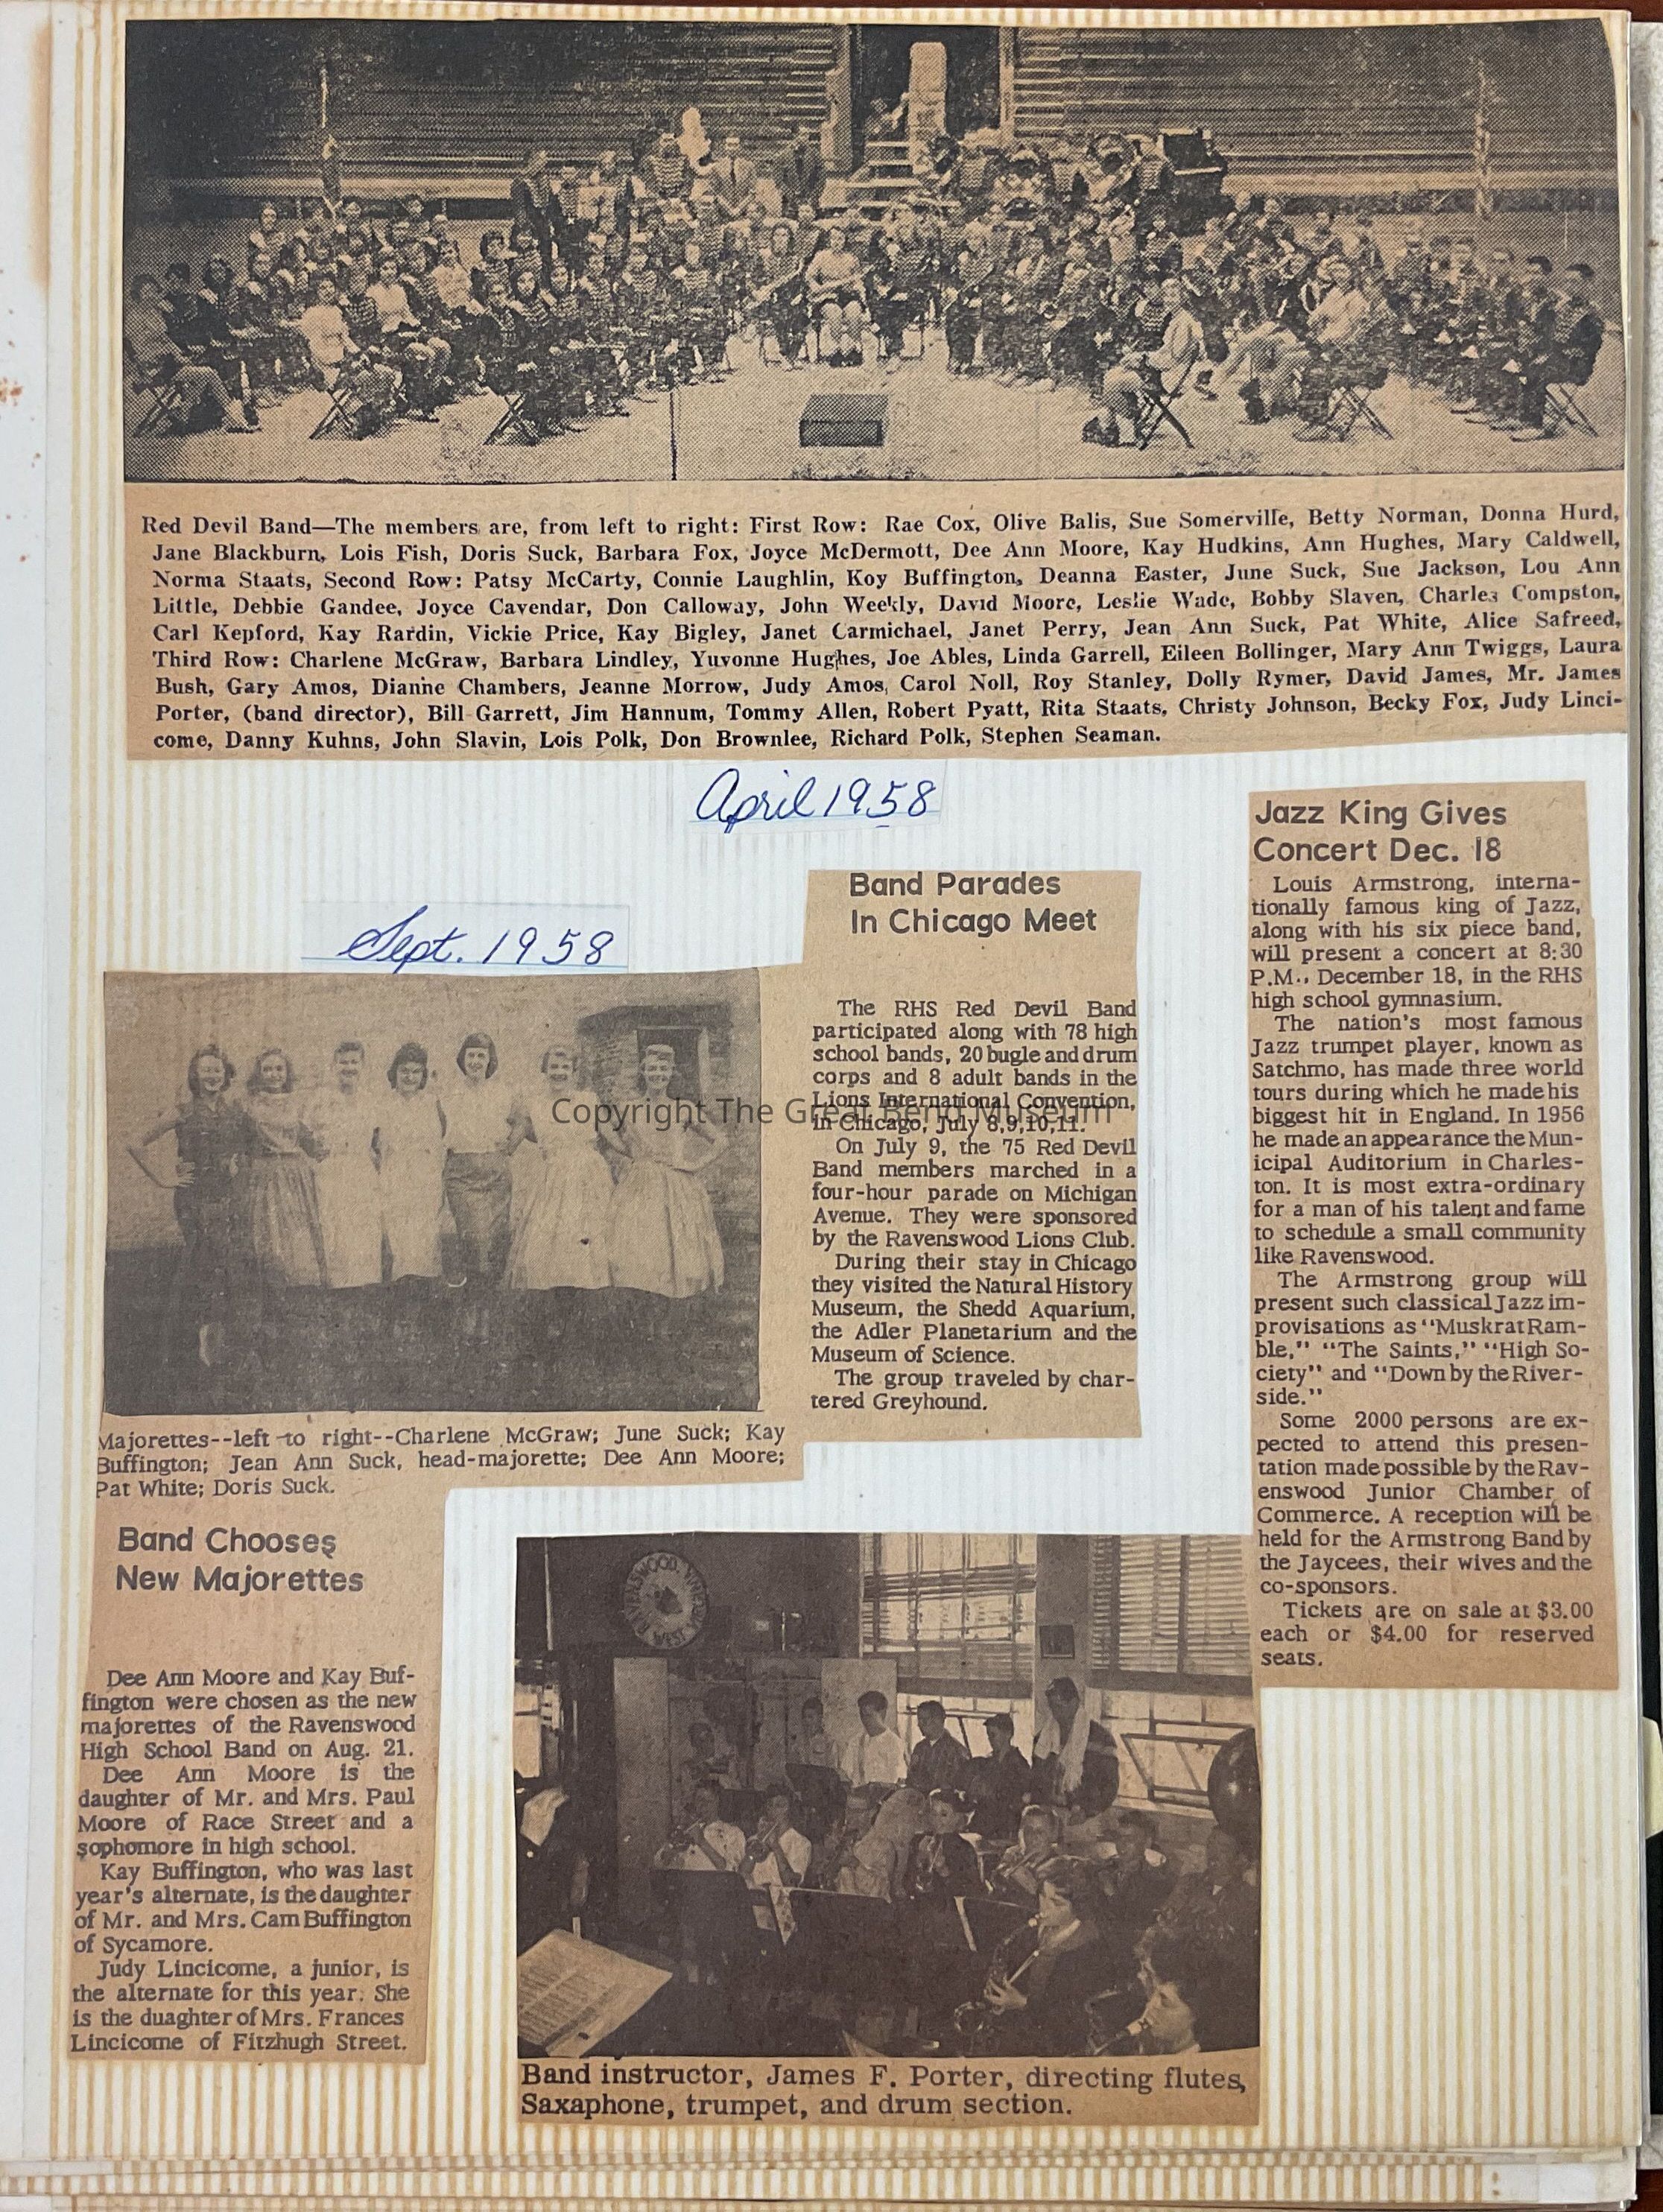 Red Devil Band—The members are, from left to right: First Row: Rae Cox, Olive Balis, Sue Somerville, Betty Norman, Donna Hurd,
Jane Blackburn, Lois Fish, Doris Suck, Barbara Fox, Joyce McDermott, Dee Ann Moore, Kay Hudkins, Ann Hughes, Mary Caldwell,
Norma Staats, Second Row: Patsy McCarty, Connie Laughlin, Koy Buffington, Deanna Easter, June Suck, Sue Jackson, Lou Ann
Little, Debbie Gandee, Joyce Cavendar, Don Calloway, John Weekly, David Moore, Leslie Wade, Bobby Slaven, Charles Compston,
Carl Kepford, Kay Rardin, Vickie Price, Kay Bigley, Janet Carmichael, Janet Perry, Jean Ann Suck, Pat White, Alice Safreed,
Third Row: Charlene McGraw, Barbara Lindley, Yuvonne Hughes, Joe Ables, Linda Garrell, Eileen Bollinger, Mary Ann Twiggs, Laura
Bush, Gary Amos, Dianne Chambers, Jeanne Morrow, Judy Amos, Carol Noll, Roy Stanley, Dolly Rymer, David James, Mr. James
Porter, (band director), Bill Garrett, Jim Hannum, Tommy Allen, Robert Pyatt, Rita Staats, Christy Johnson, Becky Fox, Judy Linci-
come, Danny Kuhns, John Slavin, Lois Polk, Don Brownlee, Richard Polk, Stephen Seaman.
April 1958
Sept. 1958
Majorettes--left to right--Charlene McGraw; June Suck; Kay
Buffington; Jean Ann Suck, head-majorette; Dee Ann Moore;
Pat White; Doris Suck.
Band Chooses
New Majorettes
Dee Ann Moore and Kay Buf-
fington were chosen as the new
majorettes of the Ravenswood
High School Band on Aug. 21.
Dee Ann Moore is the
daughter of Mr. and Mrs. Paul
Moore of Race Street and a
sophomore in high school.
Kay Buffington, who was last
year's alternate, is the daughter
of Mr. and Mrs. Cam Buffington
of Sycamore.
Judy Lincicome, a junior, is
the alternate for this year. She
is the duaghter of Mrs. Frances
Lincicome of Fitzhugh Street.
Band Parades
In Chicago Meet
The RHS Red Devil Band
participated along with 78 high
school bands, 20 bugle and drum
corps and 8 adult bands in the
Lions International Convention,
in Chicago, July 8,9,10,11.
On July 9, the 75 Red Devil
Band members marched in a
four-hour parade on Michigan
Avenue. They were sponsored
by the Ravenswood Lions Club.
During their stay in Chicago
they visited the Natural History
Museum, the Shedd Aquarium,
the Adler Planetarium and the
Museum of Science.
The group traveled by char-
tered Greyhound.
Copyright The Great Bend Museum
Jazz King Gives
Concert Dec. 18
Louis Armstrong, interna-
tionally famous king of Jazz,
along with his six piece band,
will present a concert at 8:30
P.M., December 18, in the RHS
high school gymnasium.
The nation's most famous
Jazz trumpet player, known as
Satchmo, has made three world
tours during which he made his
biggest hit in England. In 1956
he made an appearance the Mun-
icipal Auditorium in Charles-
ton. It is most extra-ordinary
for a man of his talent and fame
to schedule a small community
like Ravenswood.
The Armstrong group will
present such classical Jazz im-
provisations as "Muskrat Ram-
ble," "The Saints," "High So-
ciety" and "Down by the River-
side."
Some 2000 persons are ex-
pected to attend this presen-
tation made possible by the Rav-
enswood Junior Chamber of
Commerce. A reception will be
held for the Armstrong Band by
the Jaycees, their wives and the
co-sponsors.
Tickets are on sale at $3.00
each or $4.00 for reserved
seats.
RAVENSWOOD,
WEST
Band instructor, James F. Porter, directing flutes,
Saxaphone, trumpet, and drum section.